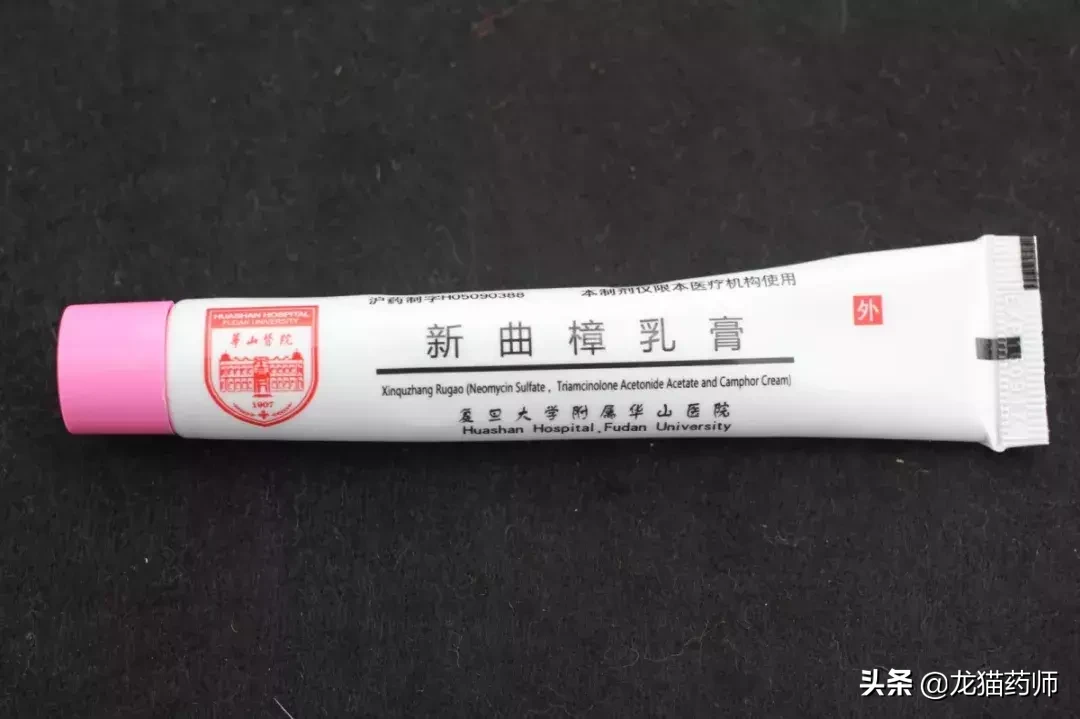 沪药制字H05090388 本制剂仅限本医疗机构使用
外
HUASHAN HOSPITAL
FUDAN UNIVERSITY
華山醫院
1907
新曲樟乳膏
Xinquzhang Rugao (Neomycin Sulfate, Triamcinolone Acetonide Acetate and Camphor Cream)
复旦大学附属华山医院
Huashan Hospital,Fudan University
头条 @龙猫药师